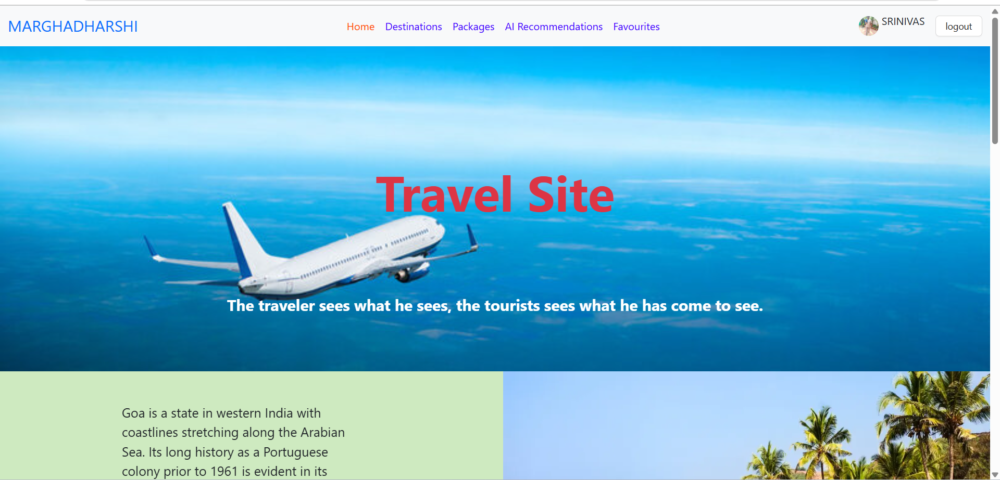 MARGHADHARSHI
Home Destinations Packages AI Recommendations Favourites
SRINIVAS
logout
Travel Site
The traveler sees what he sees, the tourists sees what he has come to see.
Goa is a state in western India with
coastlines stretching along the Arabian
Sea. Its long history as a Portuguese
colony prior to 1961 is evident in its